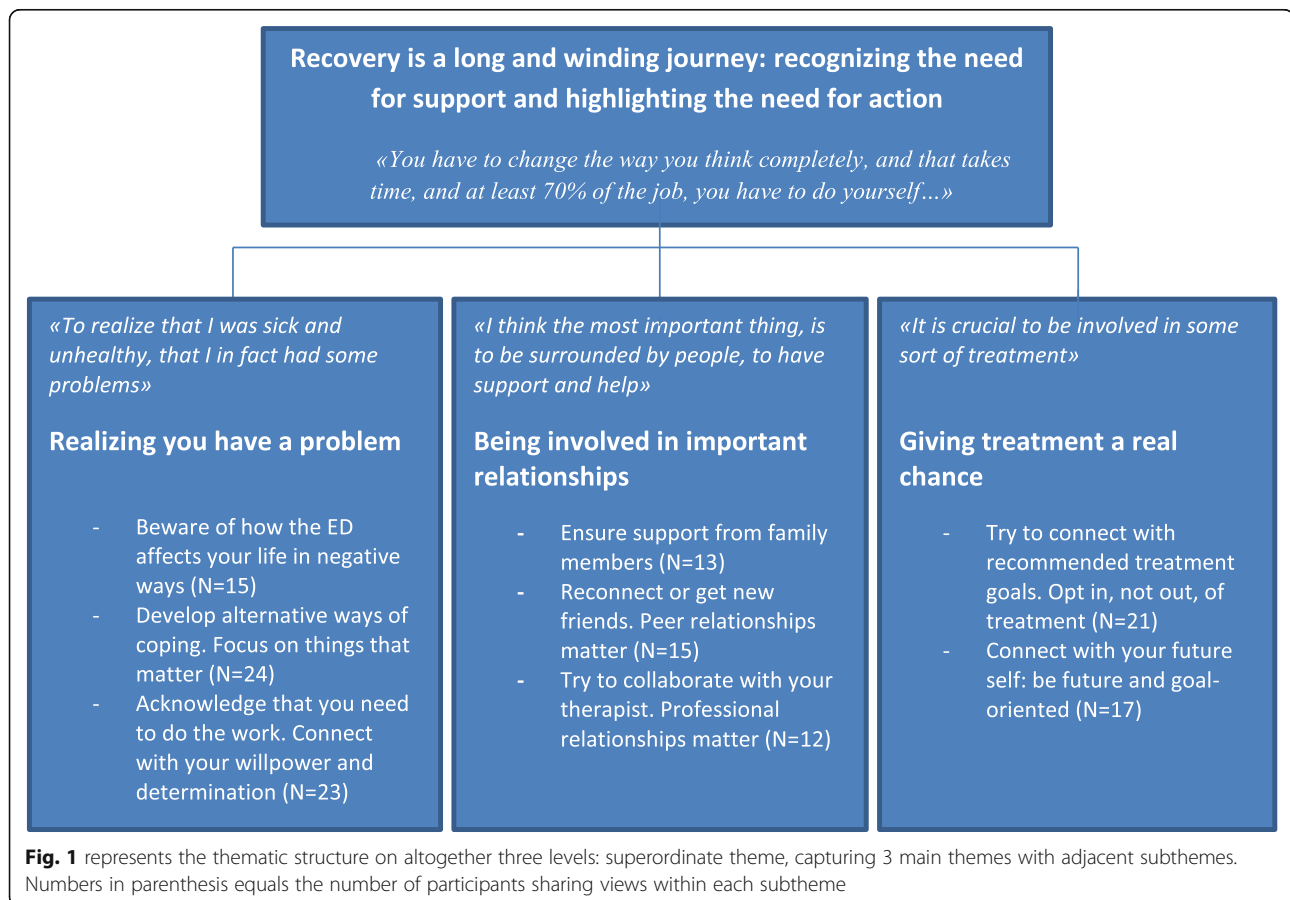 Recovery is a long and winding journey: recognizing the need
for support and highlighting the need for action
«You have to change the way you think completely, and that takes
time, and at least 70% of the job, you have to do yourself...»
«To realize that I was sick and
unhealthy, that I in fact had some
problems»
Realizing you have a problem
- Beware of how the ED
affects your life in negative
ways (N=15)
- Develop alternative ways of
coping. Focus on things that
matter (N=24)
- Acknowledge that you need
to do the work. Connect
with your willpower and
determination (N=23)
«I think the most important thing, is
to be surrounded by people, to have
support and help»
Being involved in important
relationships
- Ensure support from family
members (N=13)
- Reconnect or get new
friends. Peer relationships
matter (N=15)
- Try to collaborate with your
therapist. Professional
relationships matter (N=12)
«It is crucial to be involved in some
sort of treatment»
Giving treatment a real
chance
- Try to connect with
recommended treatment
goals. Opt in, not out, of
treatment (N=21)
- Connect with your future
self: be future and goal-
oriented (N=17)
Fig. 1 represents the thematic structure on altogether three levels: superordinate theme, capturing 3 main themes with adjacent subthemes.
Numbers in parenthesis equals the number of participants sharing views within each subtheme